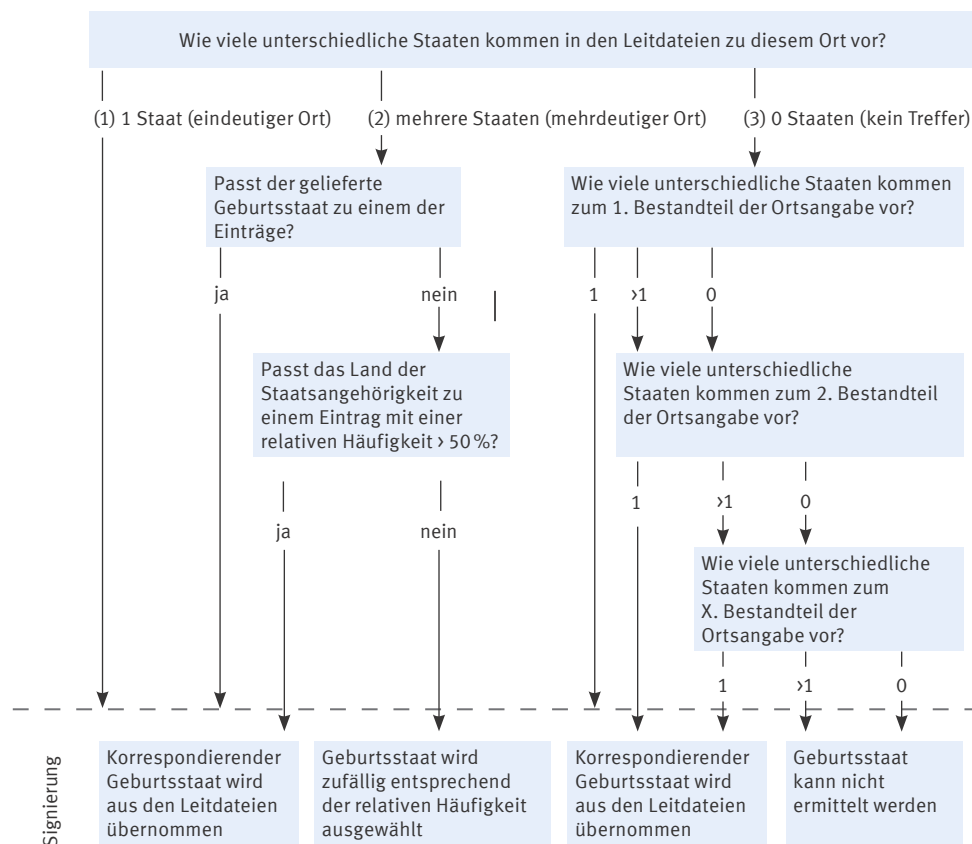 Wie viele unterschiedliche Staaten kommen in den Leitdateien zu diesem Ort vor?
(1) 1 Staat (eindeutiger Ort)
(2) mehrere Staaten (mehrdeutiger Ort)
(3) 0 Staaten (kein Treffer)
Passt der gelieferte
Geburtsstaat zu einem der
Einträge?
Wie viele unterschiedliche Staaten kommen
zum 1. Bestandteil der Ortsangabe vor?
ja
nein
1
>1
0
Passt das Land der
Staatsangehörigkeit zu
einem Eintrag mit einer
relativen Häufigkeit > 50 %?
Wie viele unterschiedliche
Staaten kommen zum 2. Bestandteil
der Ortsangabe vor?
ja
nein
1
>1
0
Wie viele unterschiedliche
Staaten kommen zum
X. Bestandteil der
Ortsangabe vor?
1
>1
0
Signierung
Korrespondierender
Geburtsstaat wird
aus den Leitdateien
übernommen
Geburtsstaat wird
zufällig entsprechend
der relativen Häufigkeit
ausgewählt
Korrespondierender
Geburtsstaat wird
aus den Leitdateien
übernommen
Geburtsstaat
kann nicht
ermittelt werden